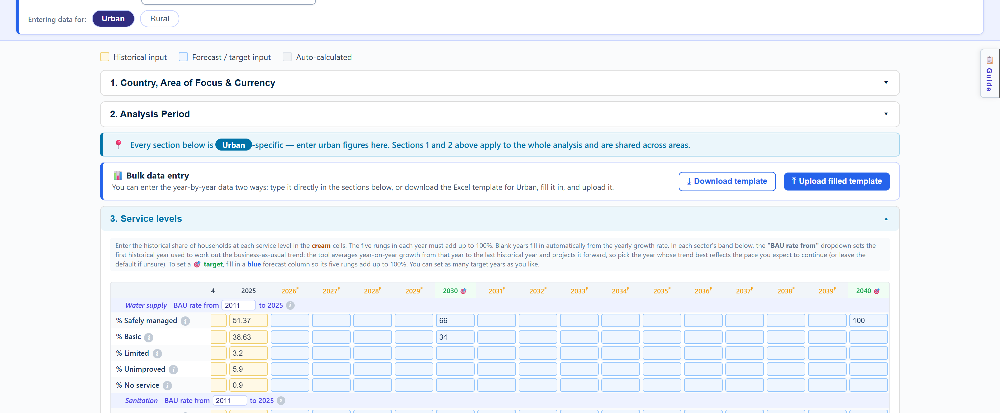 Entering data for: Urban Rural
Historical input Forecast / target input Auto-calculated
Guide
1. Country, Area of Focus & Currency
2. Analysis Period
Every section below is Urban-specific — enter urban figures here. Sections 1 and 2 above apply to the whole analysis and are shared across areas.
Bulk data entry
You can enter the year-by-year data two ways: type it directly in the sections below, or download the Excel template for Urban, fill it in, and upload it.
Download template Upload filled template
3. Service levels
Enter the historical share of households at each service level in the cream cells. The five rungs in each year must add up to 100%. Blank years fill in automatically from the yearly growth rate. In each sector's band below, the "BAU rate from" dropdown sets the
first historical year used to work out the business-as-usual trend: the tool averages year-on-year growth from that year to the last historical year and projects it forward, so pick the year whose trend best reflects the pace you expect to continue (or leave the
default if unsure). To set a target, fill in a blue forecast column so its five rungs add up to 100%. You can set as many target years as you like.
4 2025 2026F 2027F 2028F 2029F 2030 2031F 2032F 2033F 2034F 2035F 2036F 2037F 2038F 2039F 2040
Water supply BAU rate from 2011 to 2025 i
% Safely managed i 51.37 66 100
% Basic i 38.63 34
% Limited i 3.2
% Unimproved i 5.9
% No service i 0.9
Sanitation BAU rate from 2011 to 2025 i